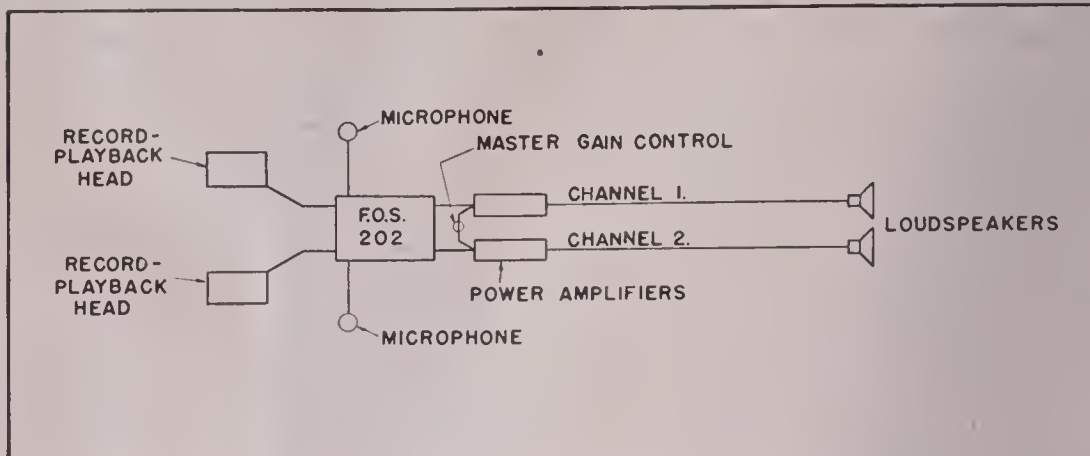 MICROPHONE
MASTER GAIN CONTROL
RECORD-
PLAYBACK
HEAD
F.O.S.
202
CHANNEL 1.
CHANNEL 2.
LOUDSPEAKERS
RECORD-
PLAYBACK
HEAD
POWER AMPLIFIERS
MICROPHONE